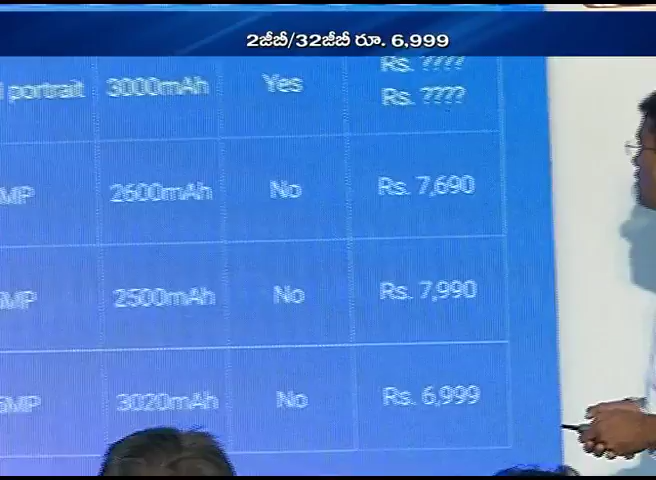 2జీబీ/32జీబీ రూ. 6,999
Rs. ????
portrait 3000mAh Yes Rs. ????
MP 2600mAh No Rs. 7,690
MP 2500mAh No Rs. 7,990
MP 3020mAh No Rs. 6,999